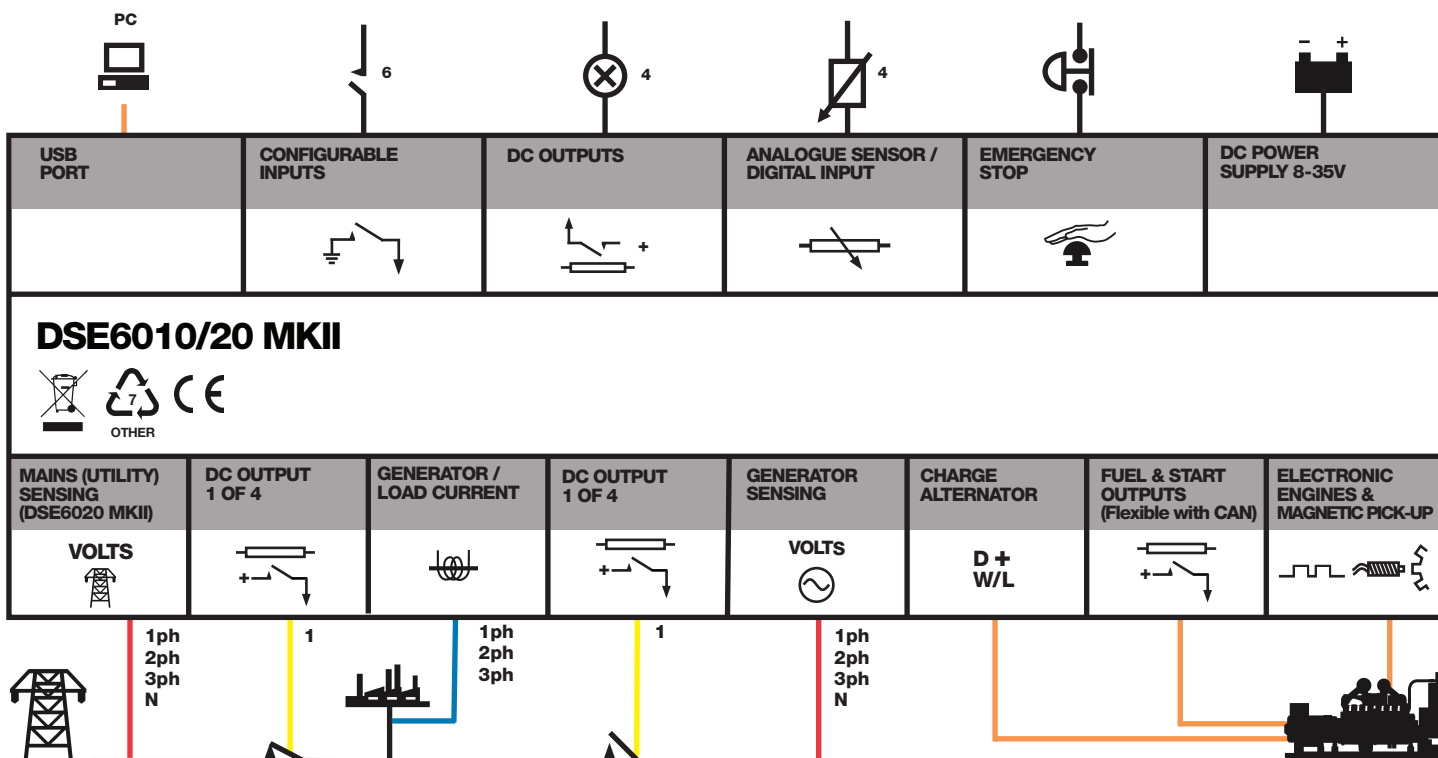 PC
6
4
4
– +
USB
PORT
CONFIGURABLE
INPUTS
DC OUTPUTS
ANALOGUE SENSOR /
DIGITAL INPUT
EMERGENCY
STOP
DC POWER
SUPPLY 8-35V
+
DSE6010/20 MKII
7
OTHER
CE
MAINS (UTILITY)
SENSING
(DSE6020 MKII)
VOLTS
DC OUTPUT
1 OF 4
+
GENERATOR /
LOAD CURRENT
DC OUTPUT
1 OF 4
+
GENERATOR
SENSING
VOLTS
CHARGE
ALTERNATOR
D +
W/L
FUEL & START
OUTPUTS
(Flexible with CAN)
+
ELECTRONIC
ENGINES &
MAGNETIC PICK-UP
1ph
2ph
3ph
N
1
1ph
2ph
3ph
1
1ph
2ph
3ph
N